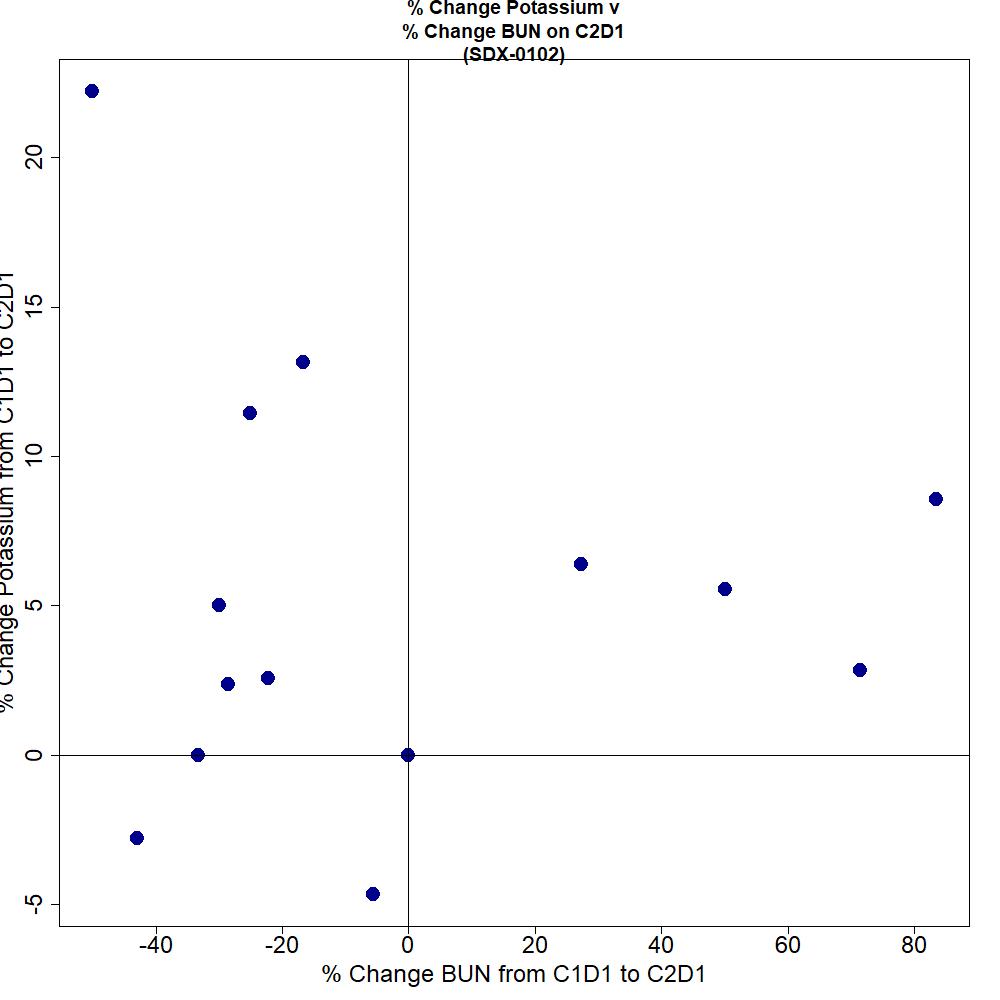 % Change Potassium v
% Change BUN on C2D1
(SDX-0102)
% Change Potassium from C1D1 to C2D1
20
15
10
5
0
-5
-40
-20
0
20
40
60
80
% Change BUN from C1D1 to C2D1